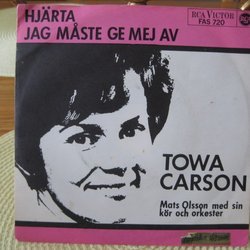 HJÄRTA
JAG MÅSTE GE MEJ AV
RCA VICTOR
FAS 720
TOWA
CARSON
Mats Olsson med sin
kör och orkester